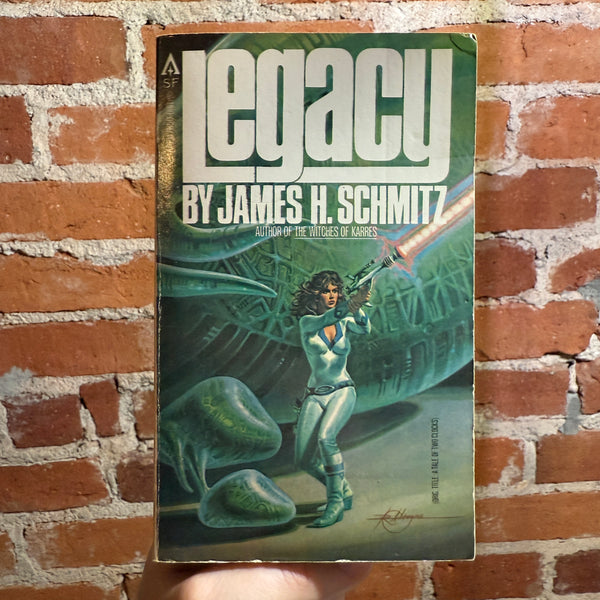 SF
Legacy
BY JAMES H. SCHMITZ
AUTHOR OF THE WITCHES OF KARRES
(ORIG. TITLE: A TALE OF TWO CLOCKS)